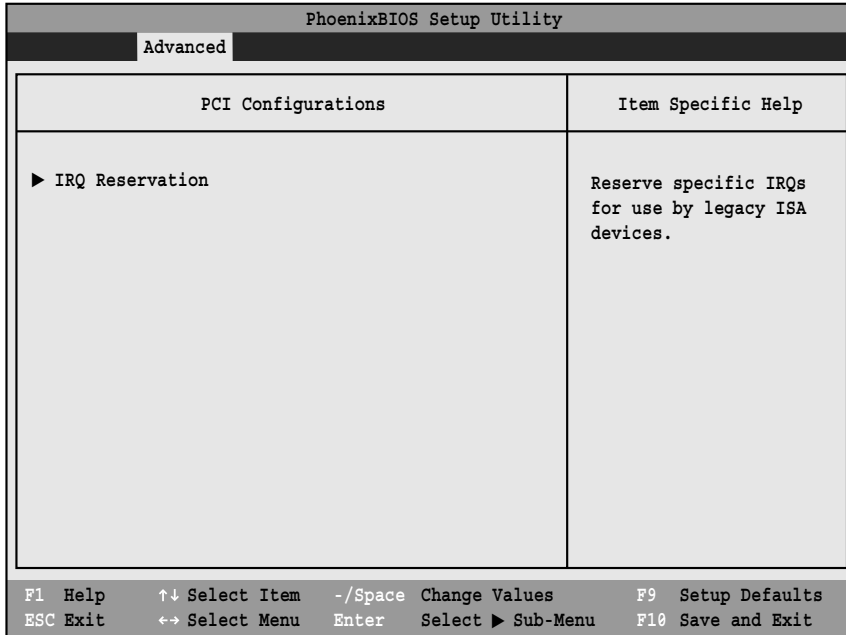 PhoenixBIOS Setup Utility
Advanced
PCI Configurations
Item Specific Help
▶ IRQ Reservation
Reserve specific IRQs
for use by legacy ISA
devices.
F1 Help ↑↓ Select Item -/Space Change Values F9 Setup Defaults
ESC Exit ←→ Select Menu Enter Select ▶ Sub-Menu F10 Save and Exit